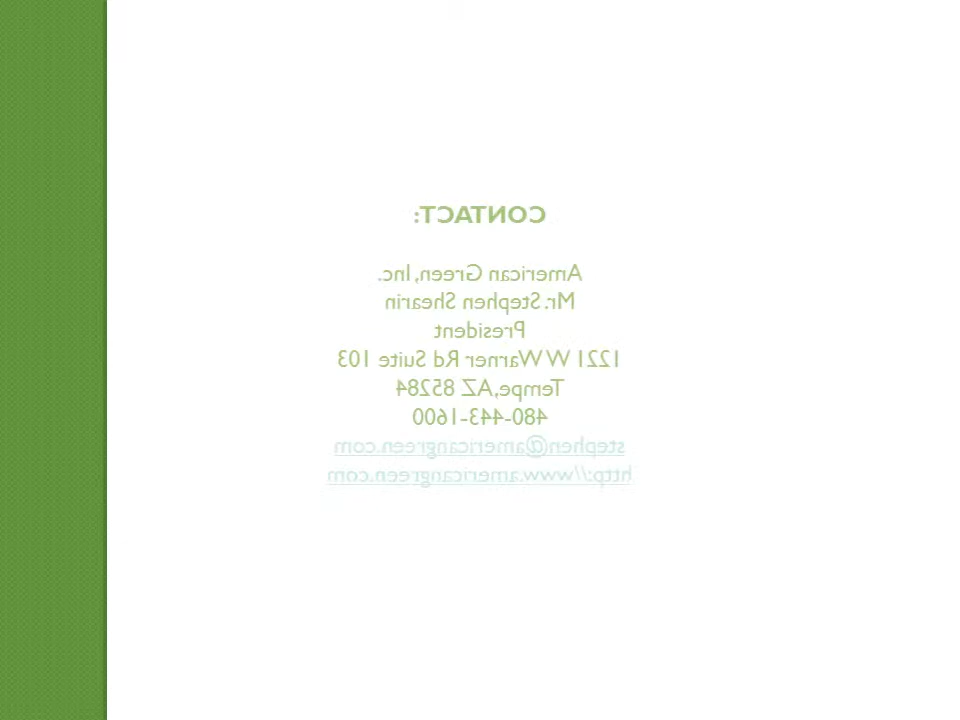 CONTACT:
American Green, Inc.
Mr. Stephen Shearin
President
1221 W Warner Rd Suite 103
Tempe, AZ 85284
480-443-1600
stephen@americangreen.com
http://www.americangreen.com